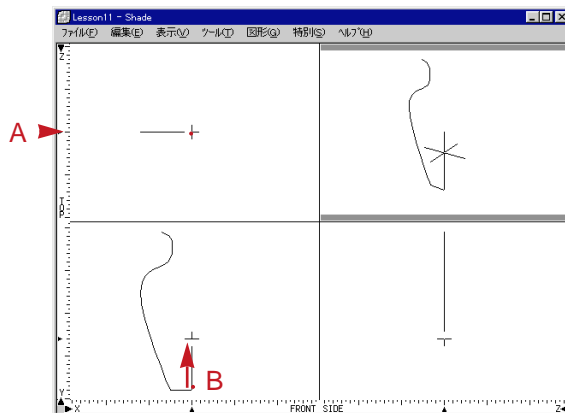 Lesson11 - Shade
ファイル(F) 編集(E) 表示(V) ツール(T) 図形(G) 特別(S) ヘルプ(H)
Z
A
TOP
B
Y
X FRONT SIDE Z